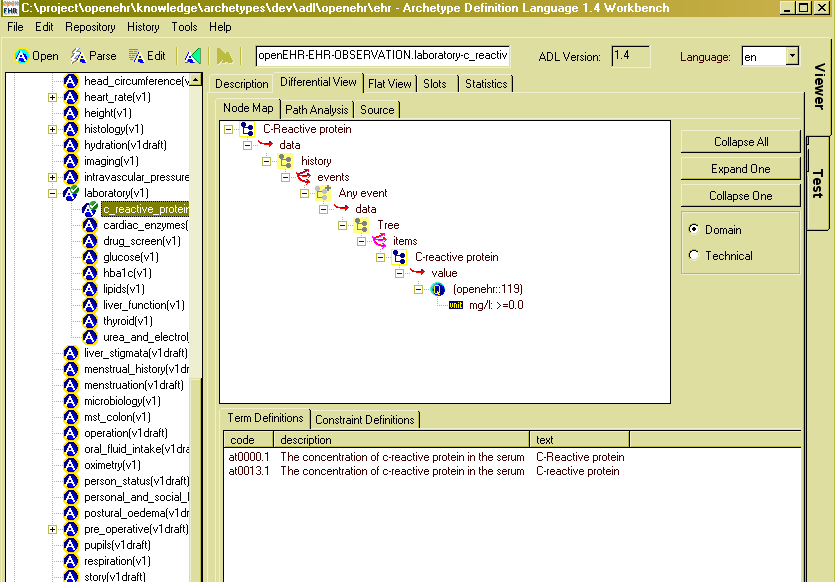 C:\project\openehr\knowledge\archetypes\dev\adl\openehr\ehr - Archetype Definition Language 1.4 Workbench
File Edit Repository History Tools Help
Open Parse Edit openEHR-EHR-OBSERVATION.laboratory-c_reactiv ADL Version: 1.4 Language: en
head_circumference(v
heart_rate(v1)
height(v1)
histology(v1)
hydration(v1draft)
imaging(v1)
intravascular_pressure
laboratory(v1)
c_reactive_protein
cardiac_enzymes(
drug_screen(v1)
glucose(v1)
hba1c(v1)
lipids(v1)
liver_function(v1)
thyroid(v1)
urea_and_electrol
liver_stigmata(v1draft)
menstrual_history(v1dr
menstruation(v1draft)
microbiology(v1)
mst_colon(v1)
operation(v1draft)
oral_fluid_intake(v1dra
oximetry(v1)
person_status(v1draft)
personal_and_social_l
postural_oedema(v1dr
pre_operative(v1draft)
pupils(v1draft)
respiration(v1)
story(v1draft)
Description Differential View Flat View Slots Statistics
Node Map Path Analysis Source
C-Reactive protein
data
history
events
Any event
data
Tree
items
C-reactive protein
value
(openehr::119)
unit mg/l: >=0.0
Collapse All
Expand One
Collapse One
Domain
Technical
Viewer
Test
Term Definitions Constraint Definitions
code description text
at0000.1 The concentration of c-reactive protein in the serum C-Reactive protein
at0013.1 The concentration of c-reactive protein in the serum C-reactive protein